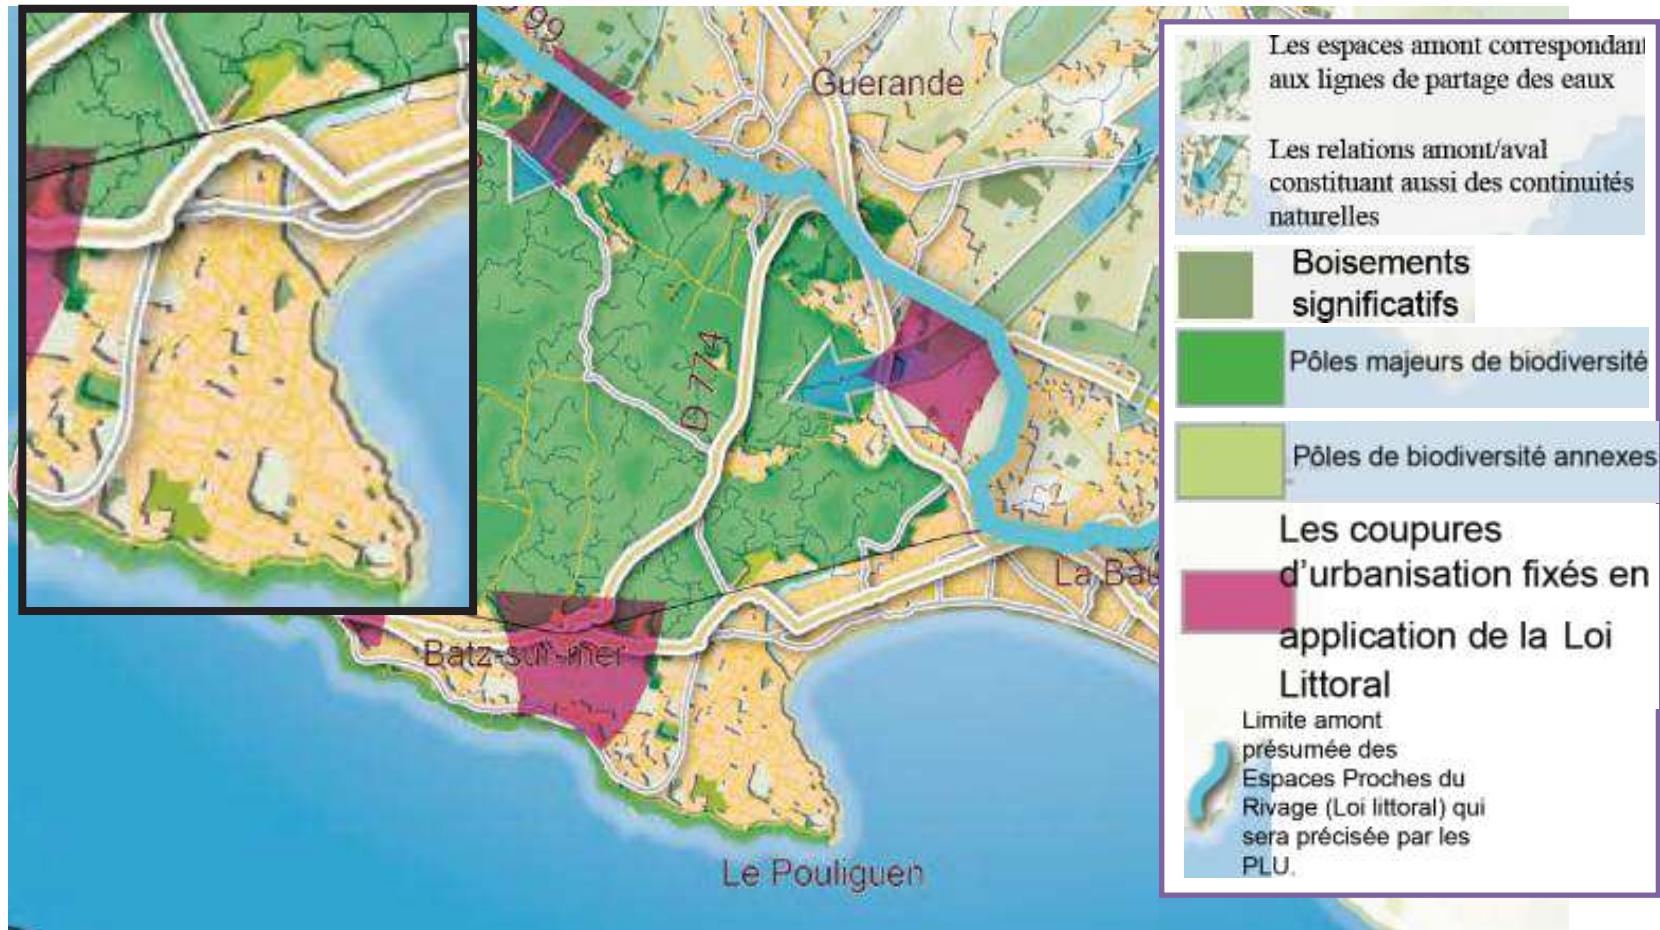 Guerande
D 774
La Bau
Batz-sur-mer
Le Pouliguen
Les espaces amont correspondant
aux lignes de partage des eaux
Les relations amont/aval
constituant aussi des continuités
naturelles
Boisements
significatifs
Pôles majeurs de biodiversité
Pôles de biodiversité annexes
Les coupures
d'urbanisation fixés en
application de la Loi
Littoral
Limite amont
présumée des
Espaces Proches du
Rivage (Loi littoral) qui
sera précisée par les
PLU.